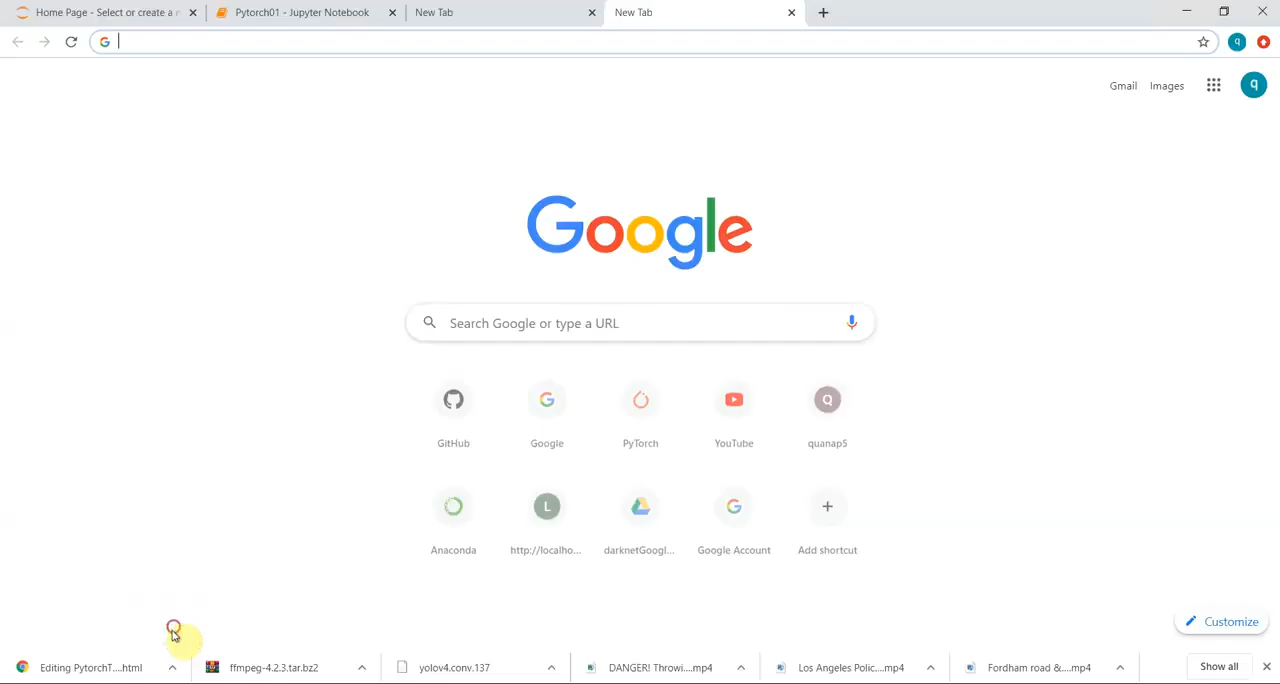 Home Page - Select or create a n
Pytorch01 - Jupyter Notebook
New Tab
New Tab
q
Gmail
Images
q
Google
Search Google or type a URL
GitHub
Google
PyTorch
YouTube
Q
quanap5
Anaconda
L
http://localho...
darknetGoogl...
Google Account
Add shortcut
Customize
Editing PytorchT....html
ffmpeg-4.2.3.tar.bz2
yolov4.conv.137
DANGER! Throwi....mp4
Los Angeles Polic....mp4
Fordham road &....mp4
Show all